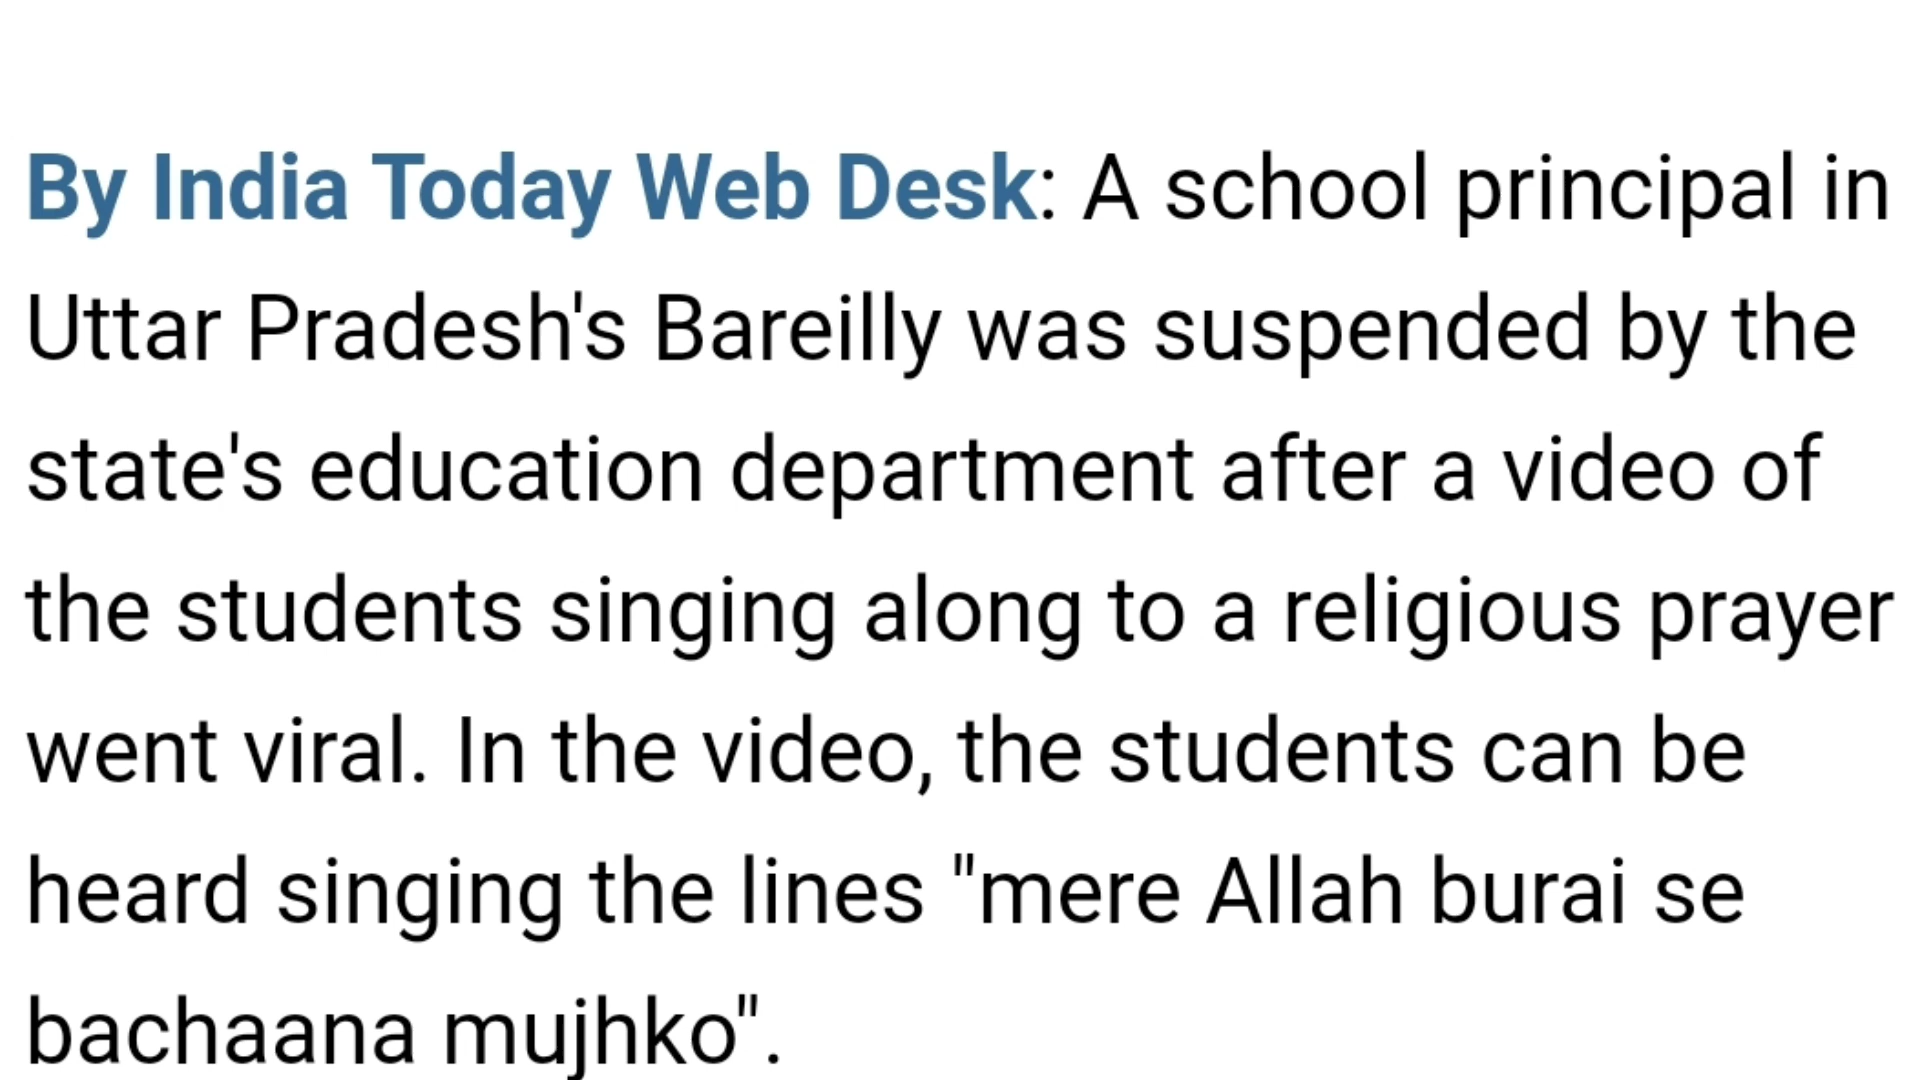 By India Today Web Desk: A school principal in
Uttar Pradesh's Bareilly was suspended by the
state's education department after a video of
the students singing along to a religious prayer
went viral. In the video, the students can be
heard singing the lines "mere Allah burai se
bachaana mujhko".